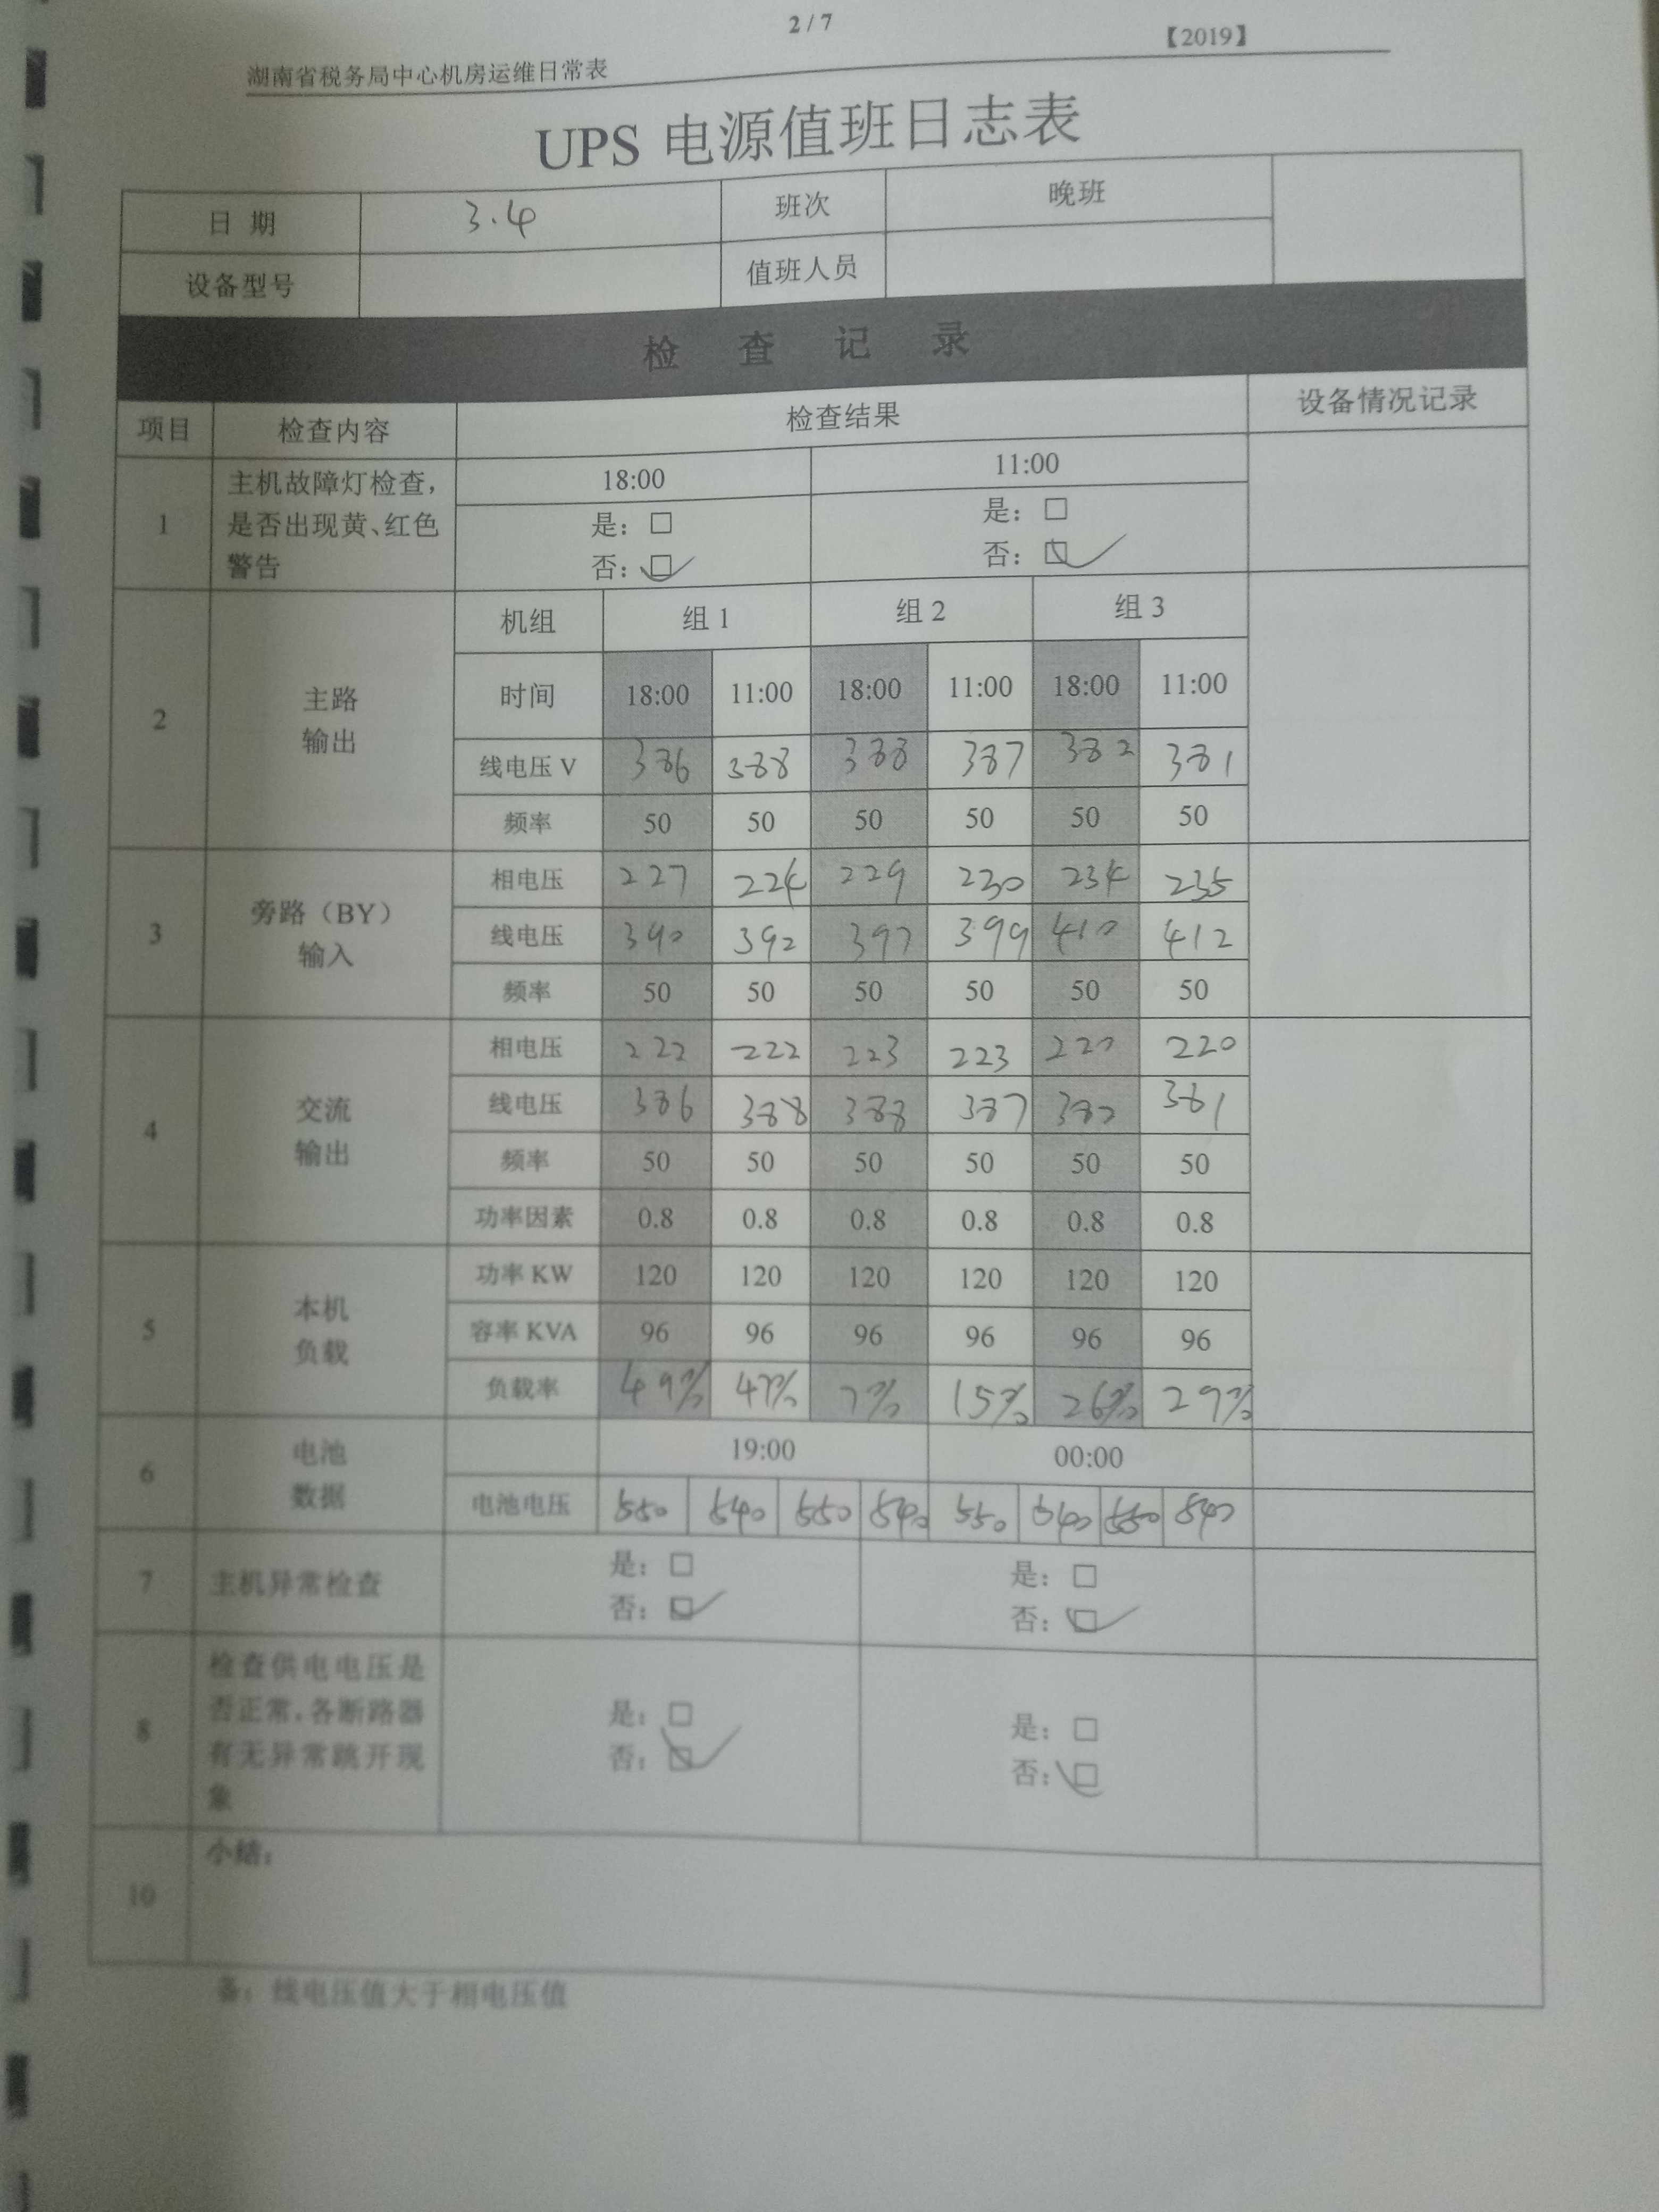 2 / 7
湖南省税务局中心机房运维日常表 【2019】
UPS 电源值班日志表
日 期 3.4 班次 晚班
设备型号 值班人员
检 查 记 录
项目 检查内容 检查结果 设备情况记录
1 主机故障灯检查，是否出现黄、红色警告 18:00 11:00
是：□ 是：□
否：□✓ 否：□✓
2 主路输出 机组 组 1 组 2 组 3
时间 18:00 11:00 18:00 11:00 18:00 11:00
线电压 V 386 388 388 387 382 381
频率 50 50 50 50 50 50
3 旁路（BY）输入 相电压 227 224 229 230 234 235
线电压 390 392 397 399 410 412
频率 50 50 50 50 50 50
4 交流输出 相电压 222 222 223 223 220 220
线电压 386 388 388 387 382 381
频率 50 50 50 50 50 50
功率因素 0.8 0.8 0.8 0.8 0.8 0.8
5 本机负载 功率 KW 120 120 120 120 120 120
容率 KVA 96 96 96 96 96 96
负载率 49% 47% 7% 15% 26% 29%
6 电池数据 19:00 00:00
电池电压 550 540 550 540 550 540 550 540
7 主机异常检查 是：□ 是：□
否：□✓ 否：□✓
8 检查供电电压是否正常，各断路器有无异常跳开现象 是：□ 是：□
否：□✓ 否：□✓
10 小结：
备：线电压值大于相电压值